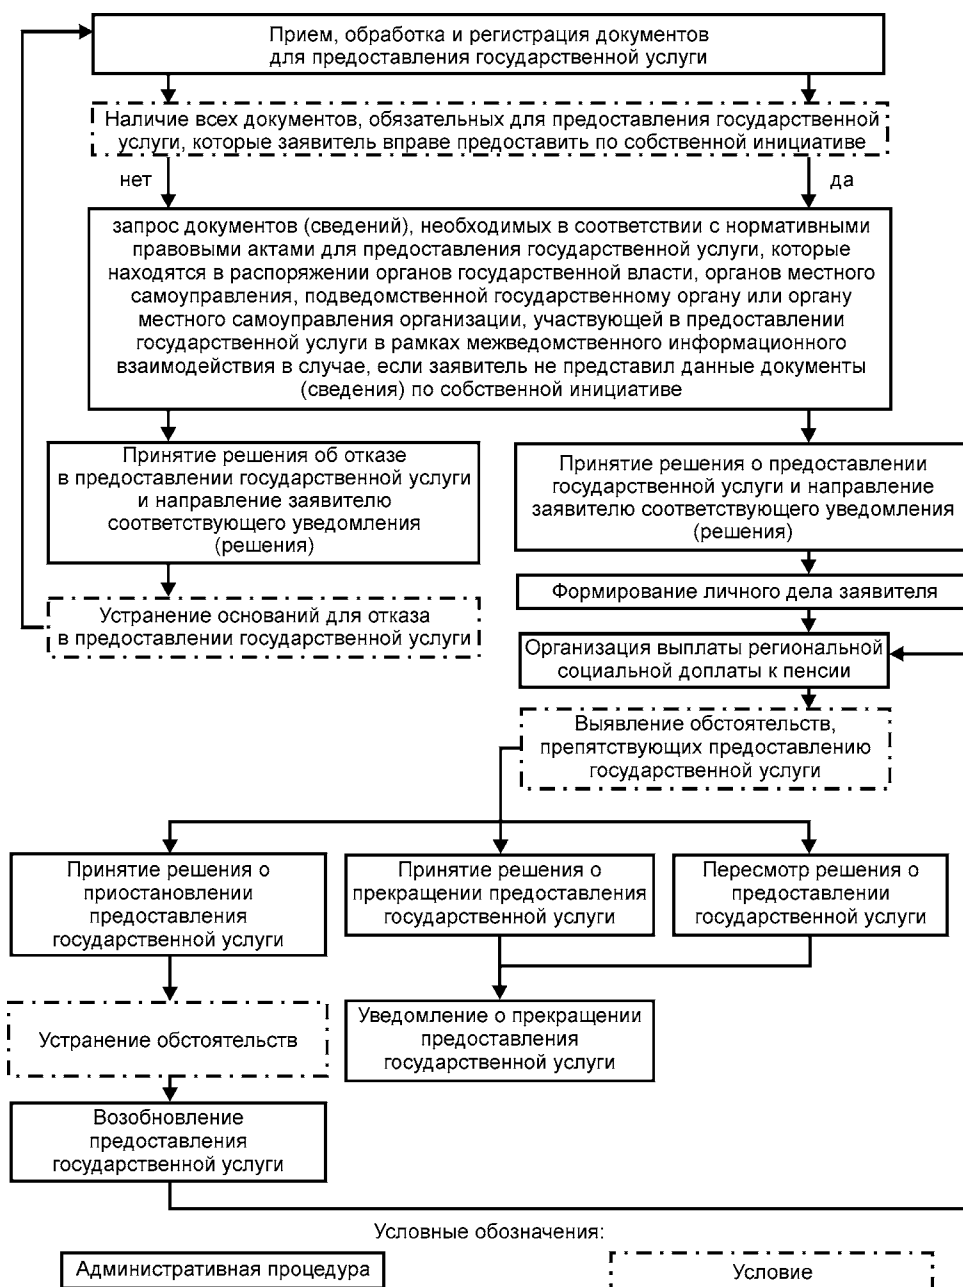 Прием, обработка и регистрация документов
для предоставления государственной услуги
Наличие всех документов, обязательных для предоставления государственной
услуги, которые заявитель вправе предоставить по собственной инициативе
нет
да
запрос документов (сведений), необходимых в соответствии с нормативными
правовыми актами для предоставления государственной услуги, которые
находятся в распоряжении органов государственной власти, органов местного
самоуправления, подведомственной государственному органу или органу
местного самоуправления организации, участвующей в предоставлении
государственной услуги в рамках межведомственного информационного
взаимодействия в случае, если заявитель не представил данные документы
(сведения) по собственной инициативе
Принятие решения об отказе
в предоставлении государственной услуги
и направление заявителю
соответствующего уведомления
(решения)
Принятие решения о предоставлении
государственной услуги и направление
заявителю соответствующего уведомления
(решения)
Устранение оснований для отказа
в предоставлении государственной услуги
Формирование личного дела заявителя
Организация выплаты региональной
социальной доплаты к пенсии
Выявление обстоятельств,
препятствующих предоставлению
государственной услуги
Принятие решения о
приостановлении
предоставления
государственной услуги
Принятие решения о
прекращении предоставления
государственной услуги
Пересмотр решения о
предоставлении
государственной услуги
Устранение обстоятельств
Уведомление о прекращении
предоставления
государственной услуги
Возобновление
предоставления
государственной услуги
Условные обозначения:
Административная процедура
Условие